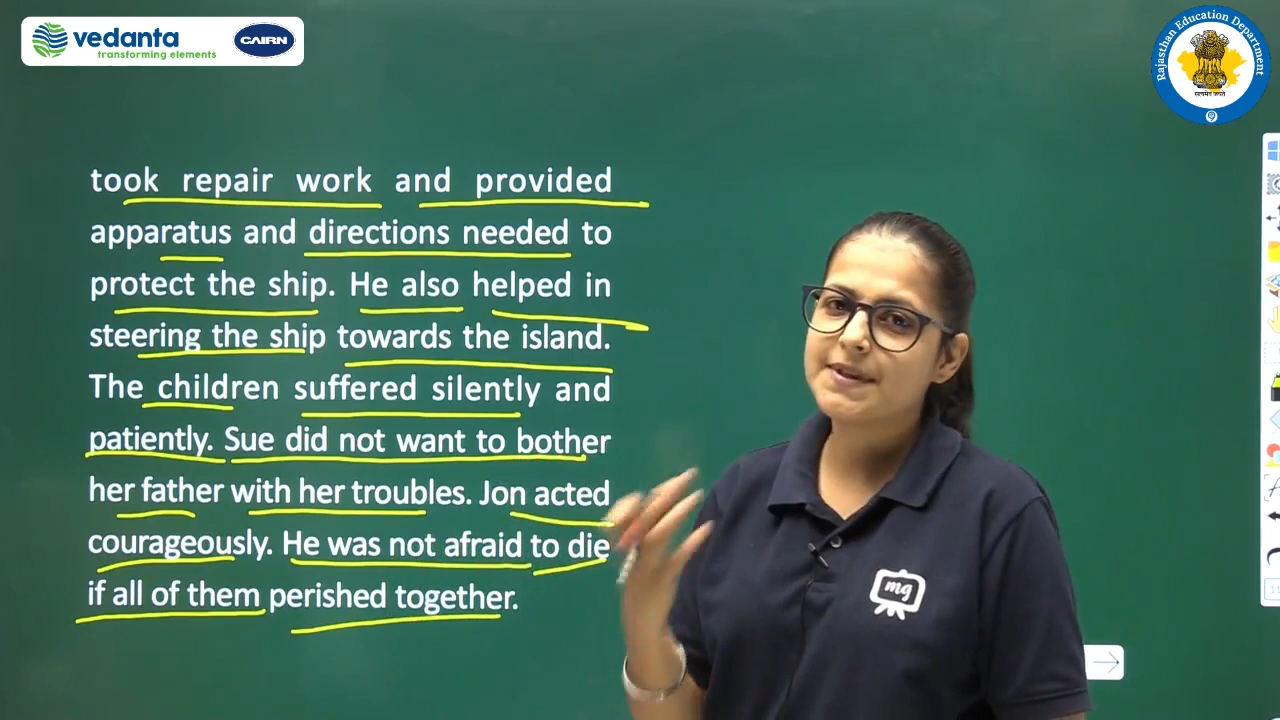 vedanta
transforming elements
CAIRN
Rajasthan Education Department
सत्यमेव जयते
took repair work and provided
apparatus and directions needed to
protect the ship. He also helped in
steering the ship towards the island.
The children suffered silently and
patiently. Sue did not want to bother
her father with her troubles. Jon acted
courageously. He was not afraid to die
if all of them perished together.
mg